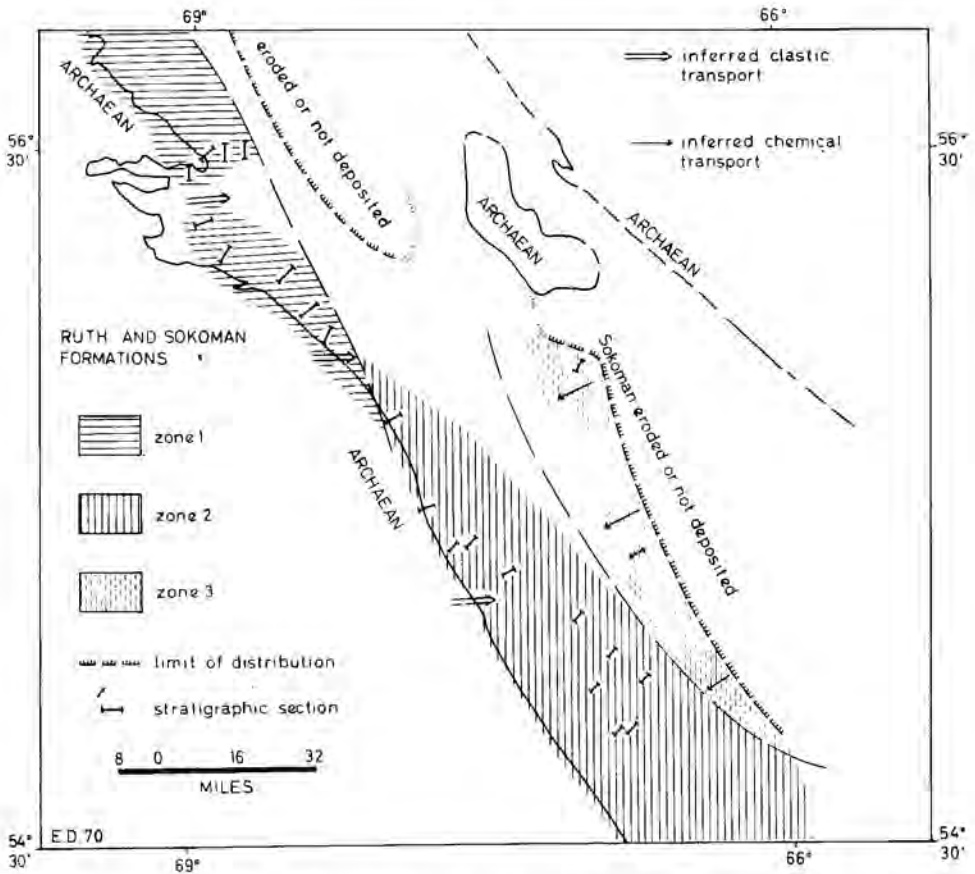 69°
66°
ARCHAEAN
eroded or not deposited
inferred clastic
transport
56°
30'
56°
30'
inferred chemical
transport
ARCHAEAN
ARCHAEAN
RUTH AND SOKOMAN
FORMATIONS
Sokoman eroded or not deposited
zone 1
ARCHAEAN
zone 2
zone 3
limit of distribution
stratigraphic section
8 0 16 32
MILES
54°
30'
E.D. 70
54°
30'
69°
66°